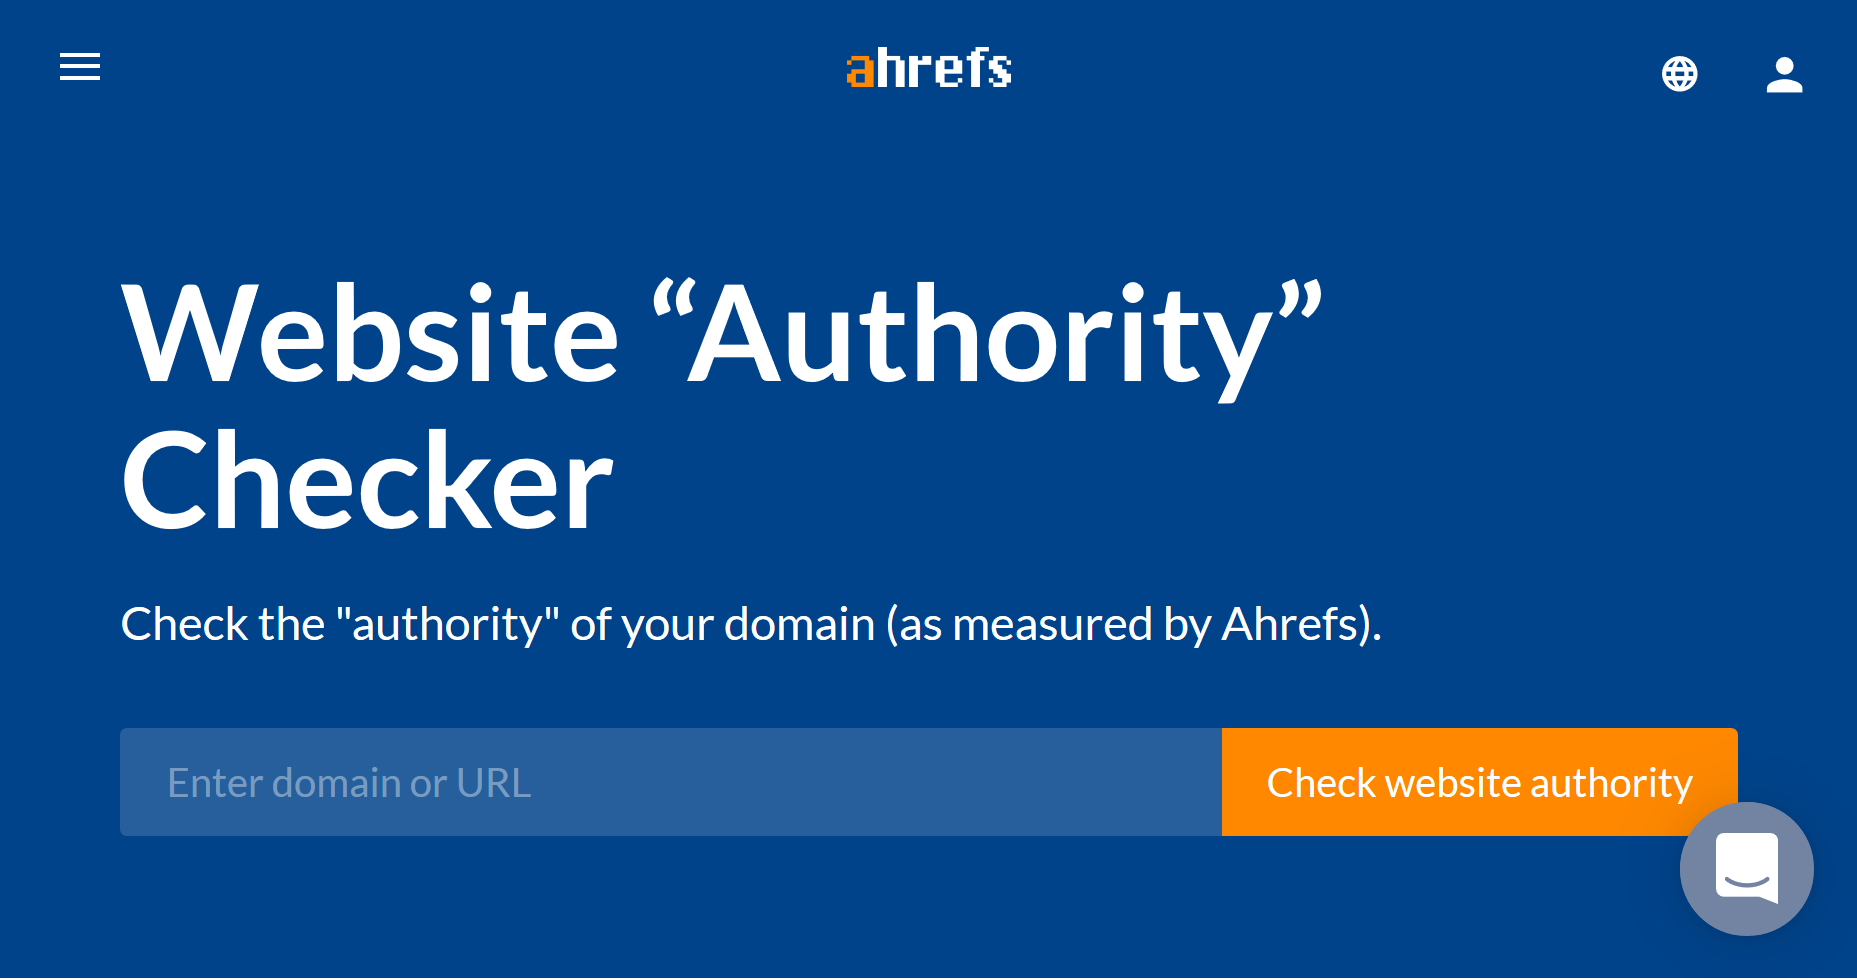 ahrefs
Website “Authority”
Checker
Check the "authority" of your domain (as measured by Ahrefs).
Enter domain or URL
Check website authority